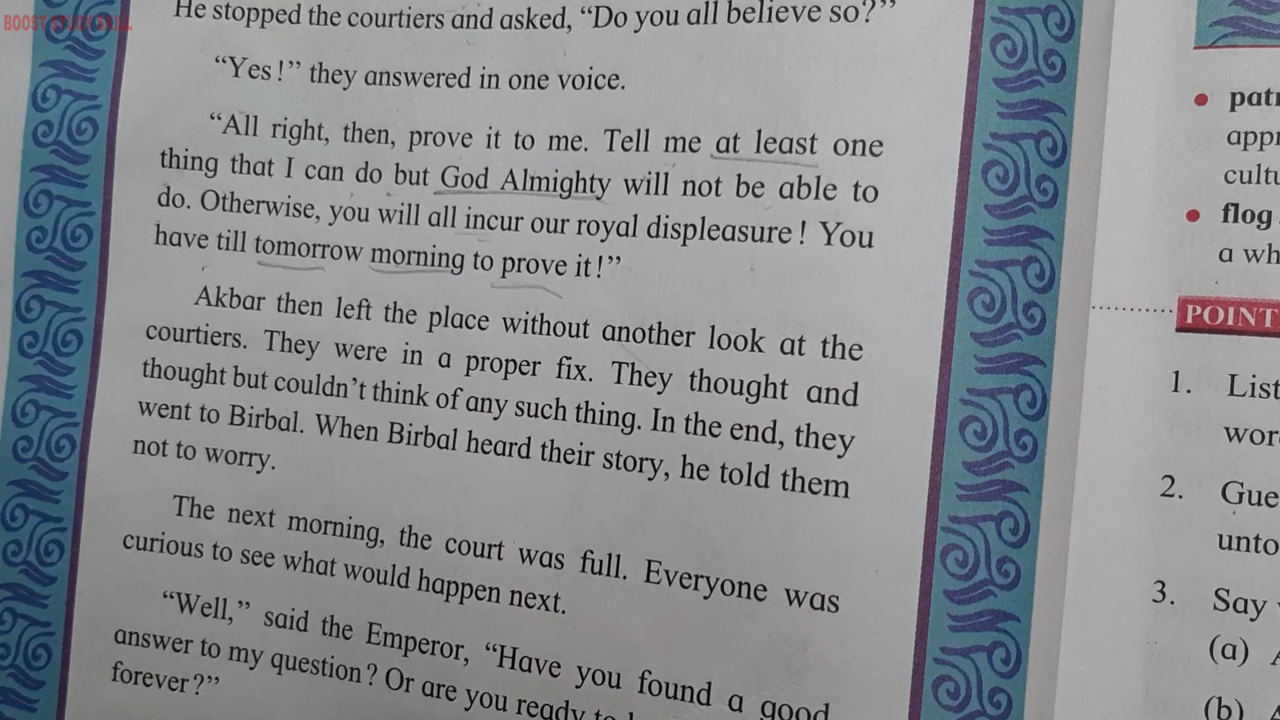 BOOST STUDY SKILL
He stopped the courtiers and asked, “Do you all believe so?”
“Yes!” they answered in one voice.
“All right, then, prove it to me. Tell me at least one
thing that I can do but God Almighty will not be able to
do. Otherwise, you will all incur our royal displeasure! You
have till tomorrow morning to prove it!”
Akbar then left the place without another look at the
courtiers. They were in a proper fix. They thought and
thought but couldn’t think of any such thing. In the end, they
went to Birbal. When Birbal heard their story, he told them
not to worry.
The next morning, the court was full. Everyone was
curious to see what would happen next.
“Well,” said the Emperor, “Have you found a good
answer to my question? Or are you ready to
forever?”
flog
a wh
POINT
1. List
2. Gue
unto
3. Say
(a)
(b)